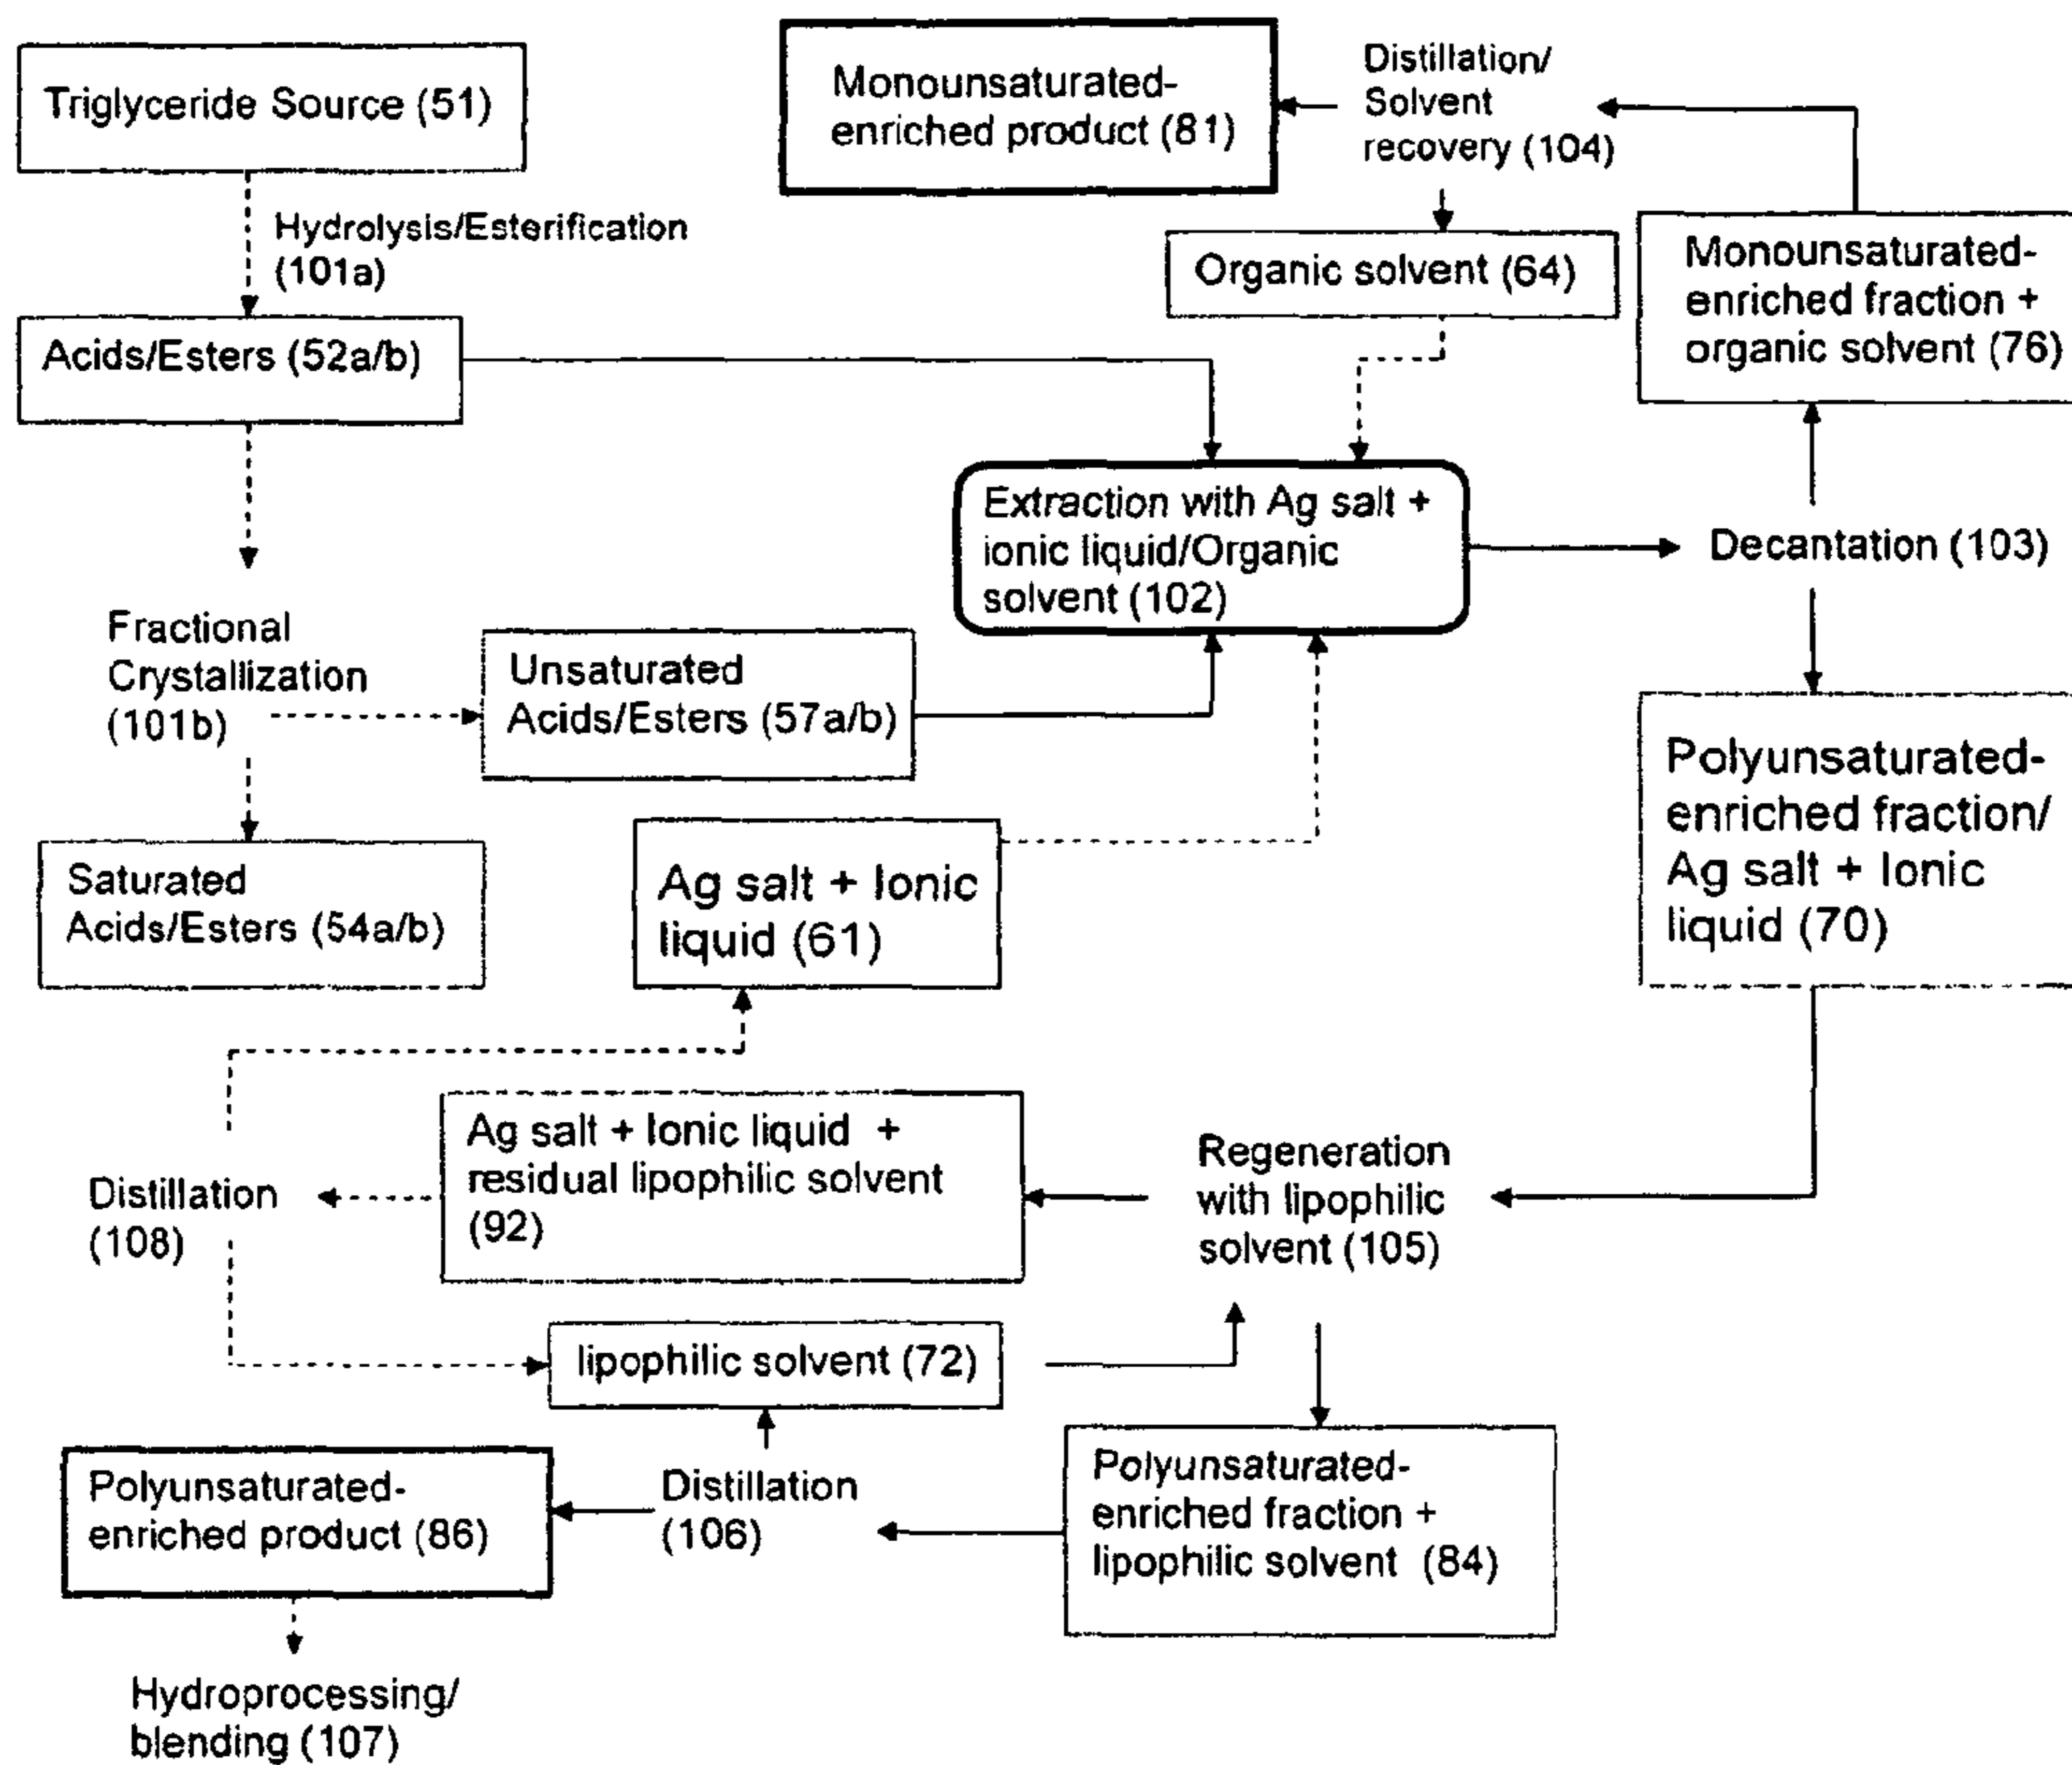 Triglyceride Source (51)
Monounsaturated-
enriched product (81)
Distillation/
Solvent
recovery (104)
Hydrolysis/Esterification
(101a)
Organic solvent (64)
Monounsaturated-
enriched fraction +
organic solvent (76)
Acids/Esters (52a/b)
Extraction with Ag salt +
ionic liquid/Organic
solvent (102)
Decantation (103)
Fractional
Crystallization
(101b)
Unsaturated
Acids/Esters (57a/b)
Polyunsaturated-
enriched fraction/
Ag salt + Ionic
liquid (70)
Saturated
Acids/Esters (54a/b)
Ag salt + Ionic
liquid (61)
Ag salt + Ionic liquid +
residual lipophilic solvent
(92)
Regeneration
with lipophilic
solvent (105)
Distillation
(108)
lipophilic solvent (72)
Polyunsaturated-
enriched product (86)
Distillation
(106)
Polyunsaturated-
enriched fraction +
lipophilic solvent (84)
Hydroprocessing/
blending (107)